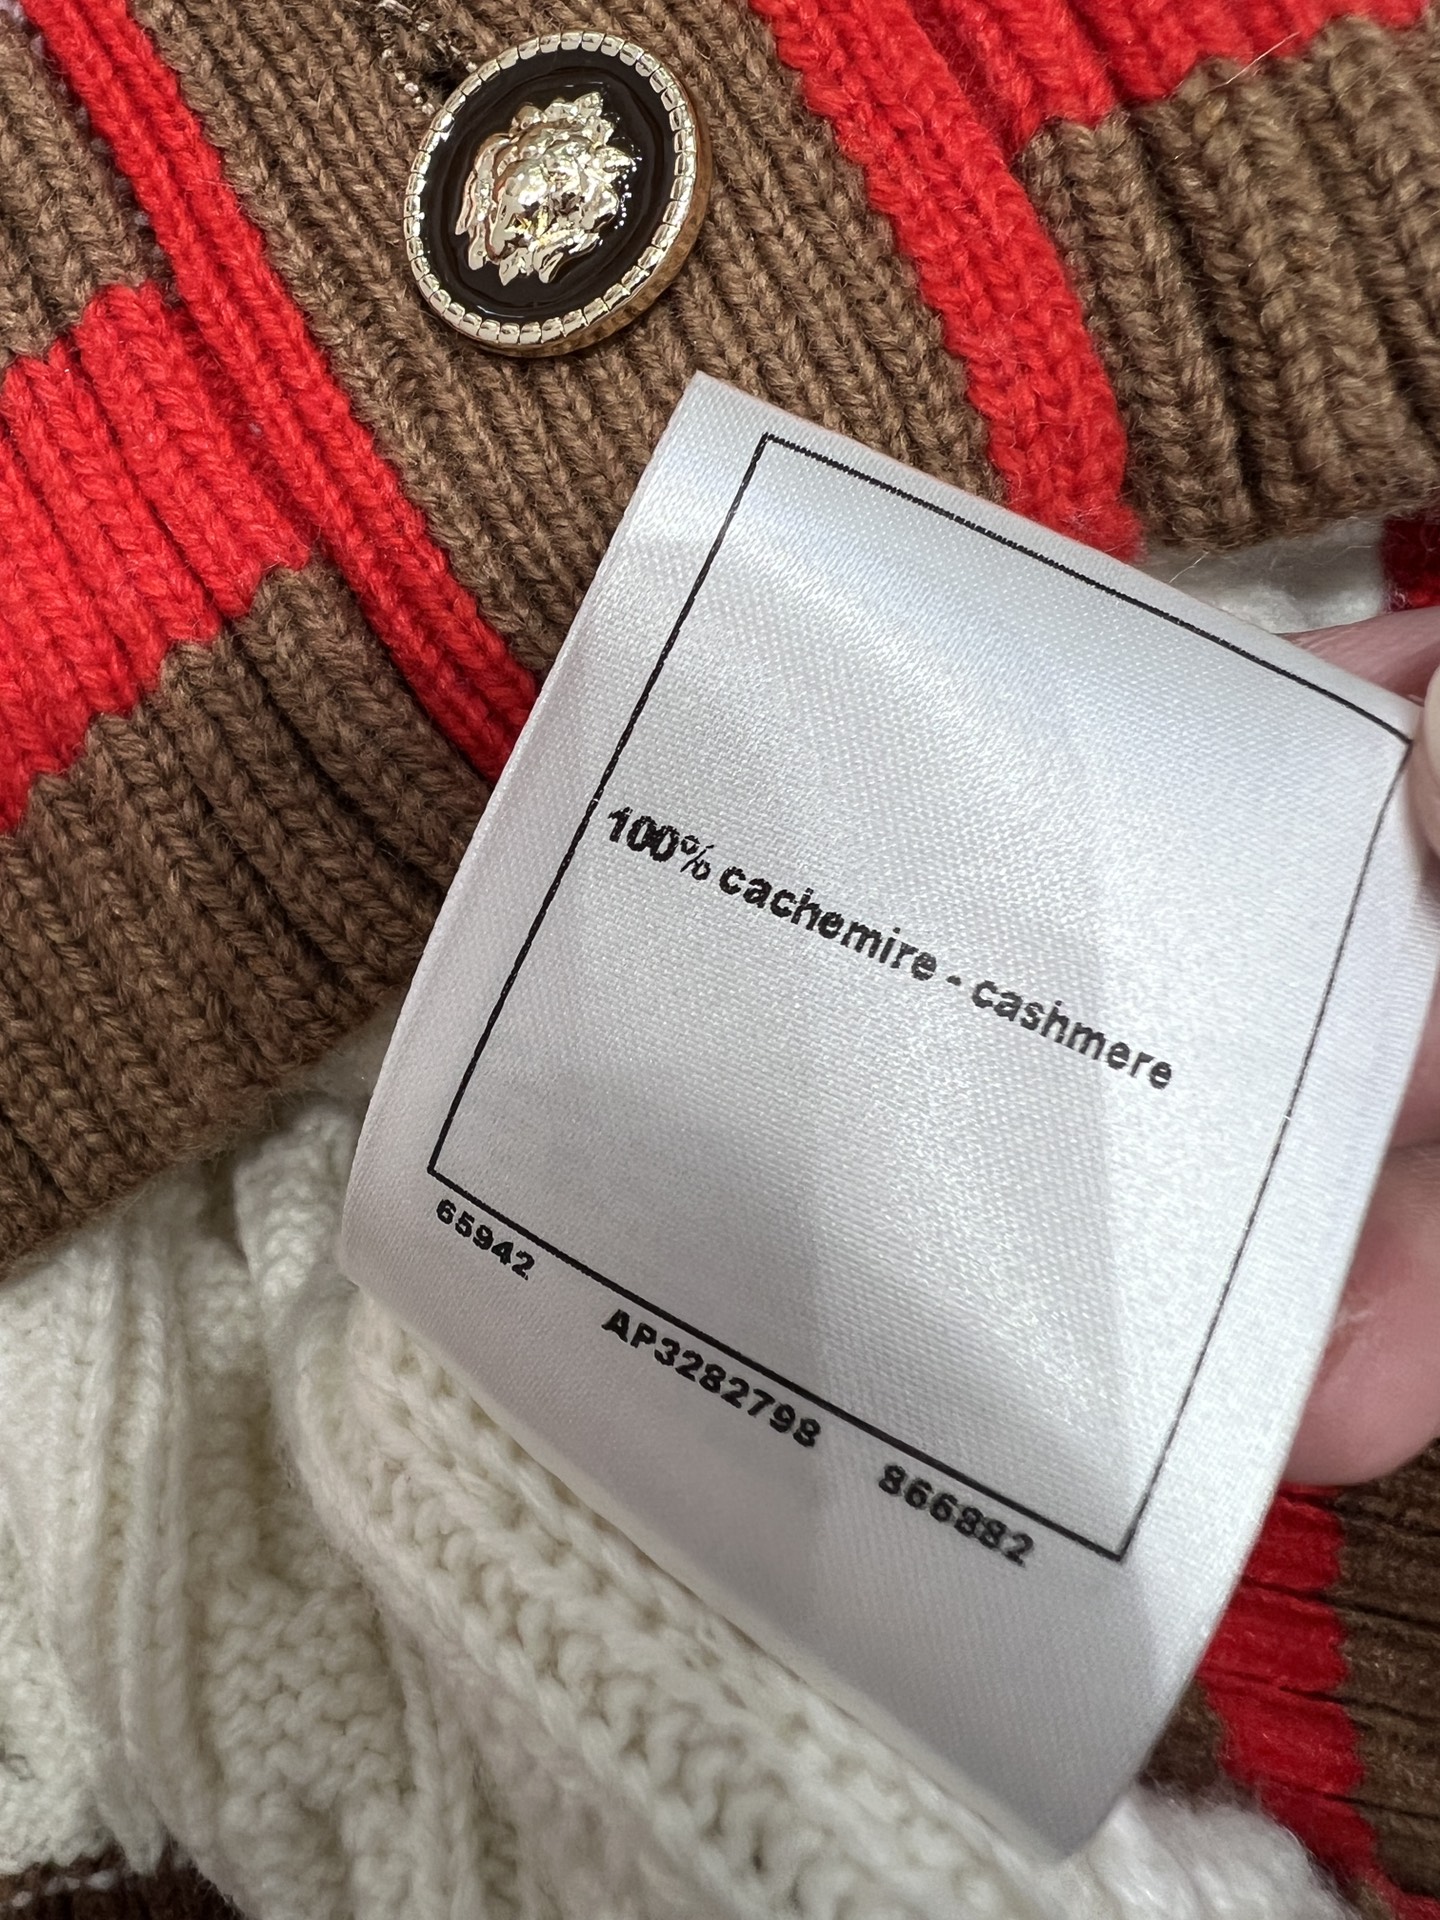 100% cachemire - cashmere
65942 AP3282798 866882